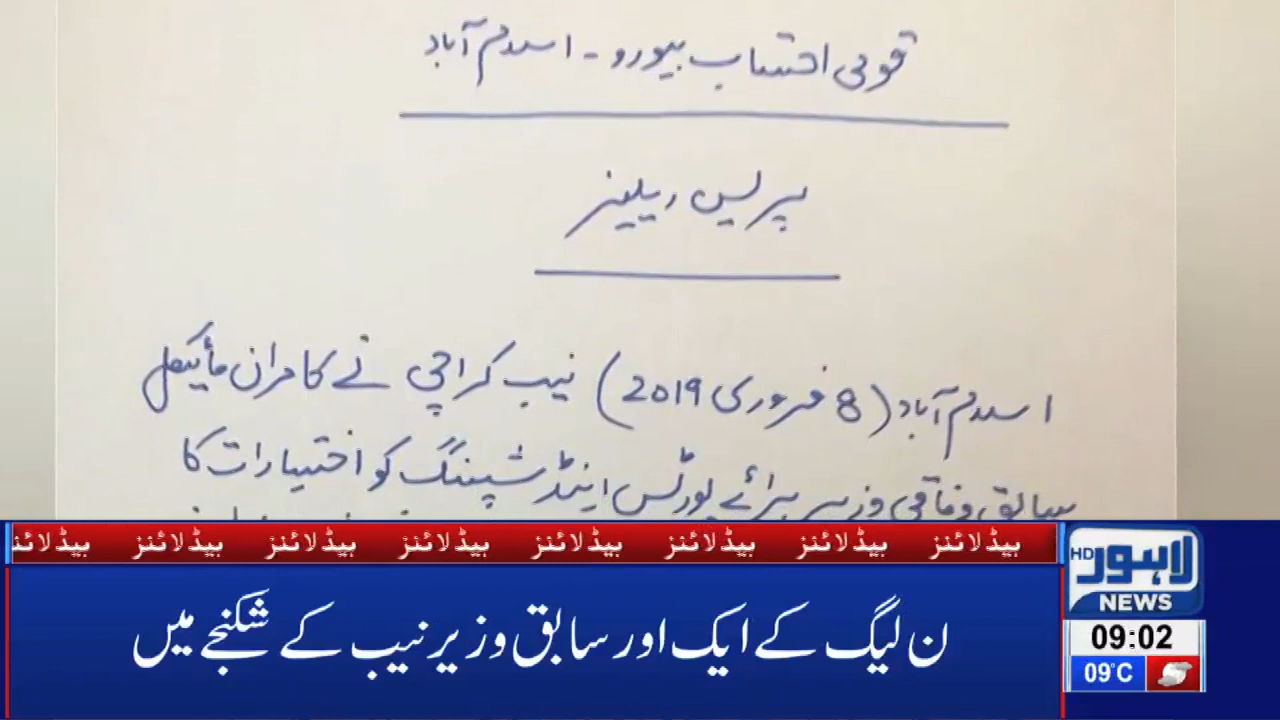 قومی احتساب بیورو - اسلام آباد
پریس ریلیز
اسلام آباد (8 فروری 2019) نیب کراچی نے کامران مائیکل
سابق وفاقی وزیر برائے پورٹس اینڈ شپنگ کو اختیارات کا
ہیڈلائنز ہیڈلائنز ہیڈلائنز ہیڈلائنز ہیڈلائنز ہیڈلائنز ہیڈلائنز ہیڈلائنز
ن لیگ کے ایک اور سابق وزیر نیب کے شکنجے میں
HD لاہور
NEWS
09:02
09°C